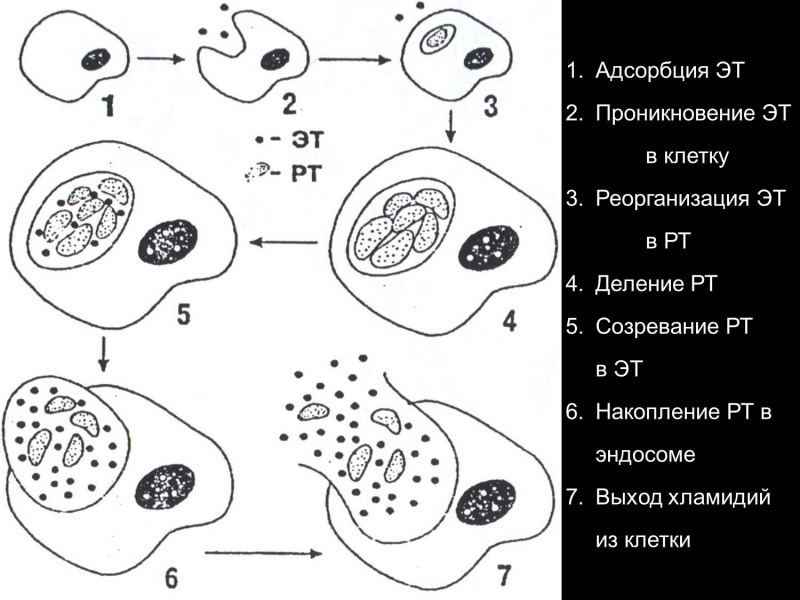 1
2
3
• - ЭТ
- РТ
5
4
6
7
1. Адсорбция ЭТ
2. Проникновение ЭТ
в клетку
3. Реорганизация ЭТ
в РТ
4. Деление РТ
5. Созревание РТ
в ЭТ
6. Накопление РТ в
эндосоме
7. Выход хламидий
из клетки